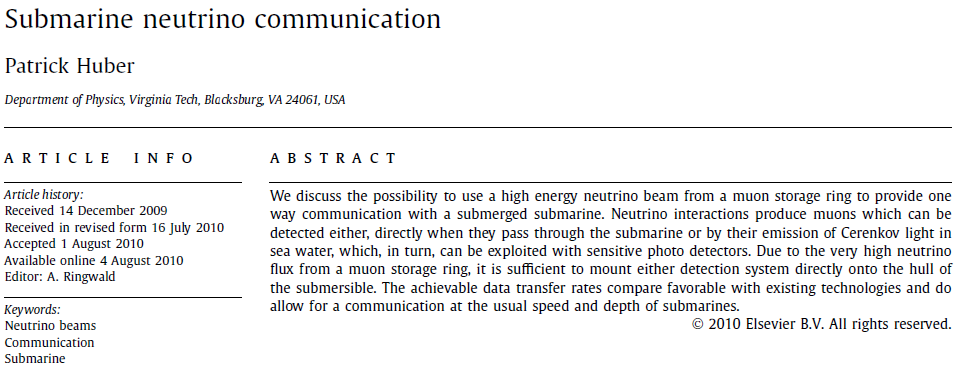 Submarine neutrino communication
Patrick Huber
Department of Physics, Virginia Tech, Blacksburg, VA 24061, USA
ARTICLE INFO
Article history:
Received 14 December 2009
Received in revised form 16 July 2010
Accepted 1 August 2010
Available online 4 August 2010
Editor: A. Ringwald
Keywords:
Neutrino beams
Communication
Submarine
ABSTRACT
We discuss the possibility to use a high energy neutrino beam from a muon storage ring to provide one
way communication with a submerged submarine. Neutrino interactions produce muons which can be
detected either, directly when they pass through the submarine or by their emission of Cerenkov light in
sea water, which, in turn, can be exploited with sensitive photo detectors. Due to the very high neutrino
flux from a muon storage ring, it is sufficient to mount either detection system directly onto the hull of
the submersible. The achievable data transfer rates compare favorable with existing technologies and do
allow for a communication at the usual speed and depth of submarines.
© 2010 Elsevier B.V. All rights reserved.